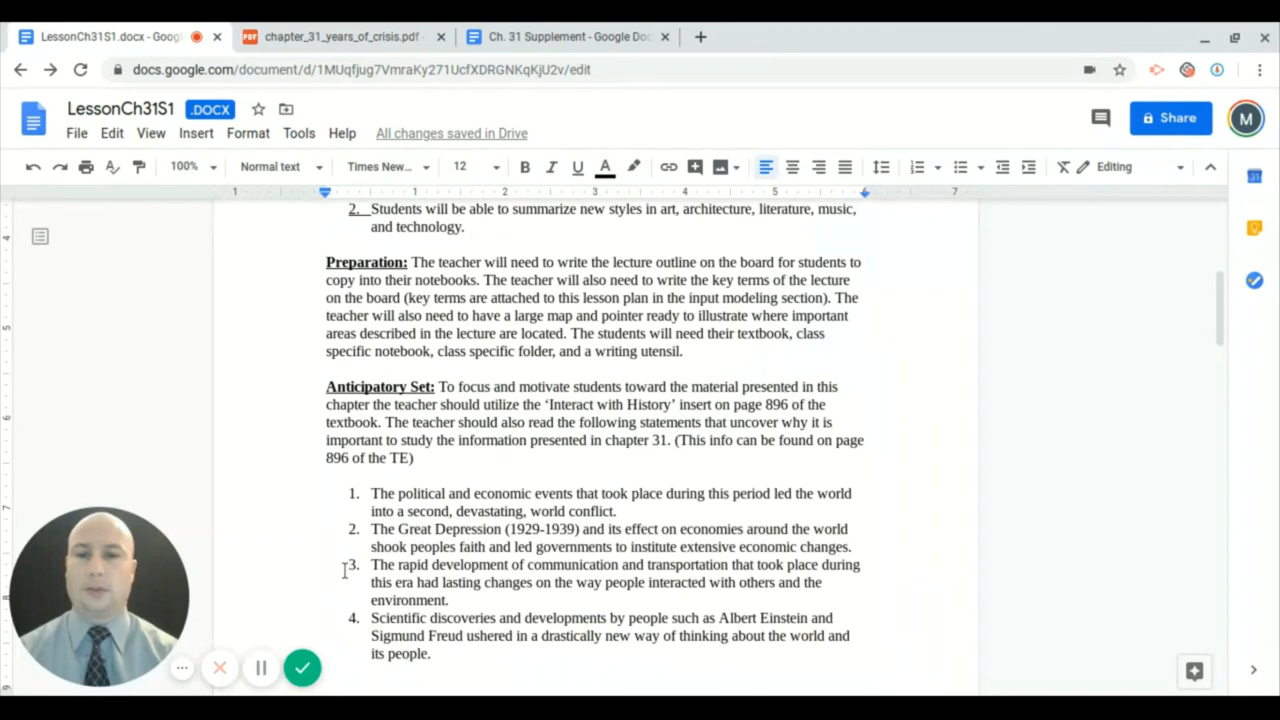 LessonCh31S1.docx - Goog
chapter_31_years_of_crisis.pdf -
Ch. 31 Supplement - Google Doc
docs.google.com/document/d/1MUqfjug7VmraKy271UcfXDRGNKqKjU2v/edit
LessonCh31S1 .DOCX
Share
M
File Edit View Insert Format Tools Help All changes saved in Drive
100% Normal text Times New... 12 B I U A Editing
1 1 2 3 4 5 6 7
2. Students will be able to summarize new styles in art, architecture, literature, music,
and technology.
Preparation: The teacher will need to write the lecture outline on the board for students to
copy into their notebooks. The teacher will also need to write the key terms of the lecture
on the board (key terms are attached to this lesson plan in the input modeling section). The
teacher will also need to have a large map and pointer ready to illustrate where important
areas described in the lecture are located. The students will need their textbook, class
specific notebook, class specific folder, and a writing utensil.
Anticipatory Set: To focus and motivate students toward the material presented in this
chapter the teacher should utilize the ‘Interact with History’ insert on page 896 of the
textbook. The teacher should also read the following statements that uncover why it is
important to study the information presented in chapter 31. (This info can be found on page
896 of the TE)
1. The political and economic events that took place during this period led the world
into a second, devastating, world conflict.
2. The Great Depression (1929-1939) and its effect on economies around the world
shook peoples faith and led governments to institute extensive economic changes.
3. The rapid development of communication and transportation that took place during
this era had lasting changes on the way people interacted with others and the
environment.
4. Scientific discoveries and developments by people such as Albert Einstein and
Sigmund Freud ushered in a drastically new way of thinking about the world and
its people.
4
5
6
7
8
9
31